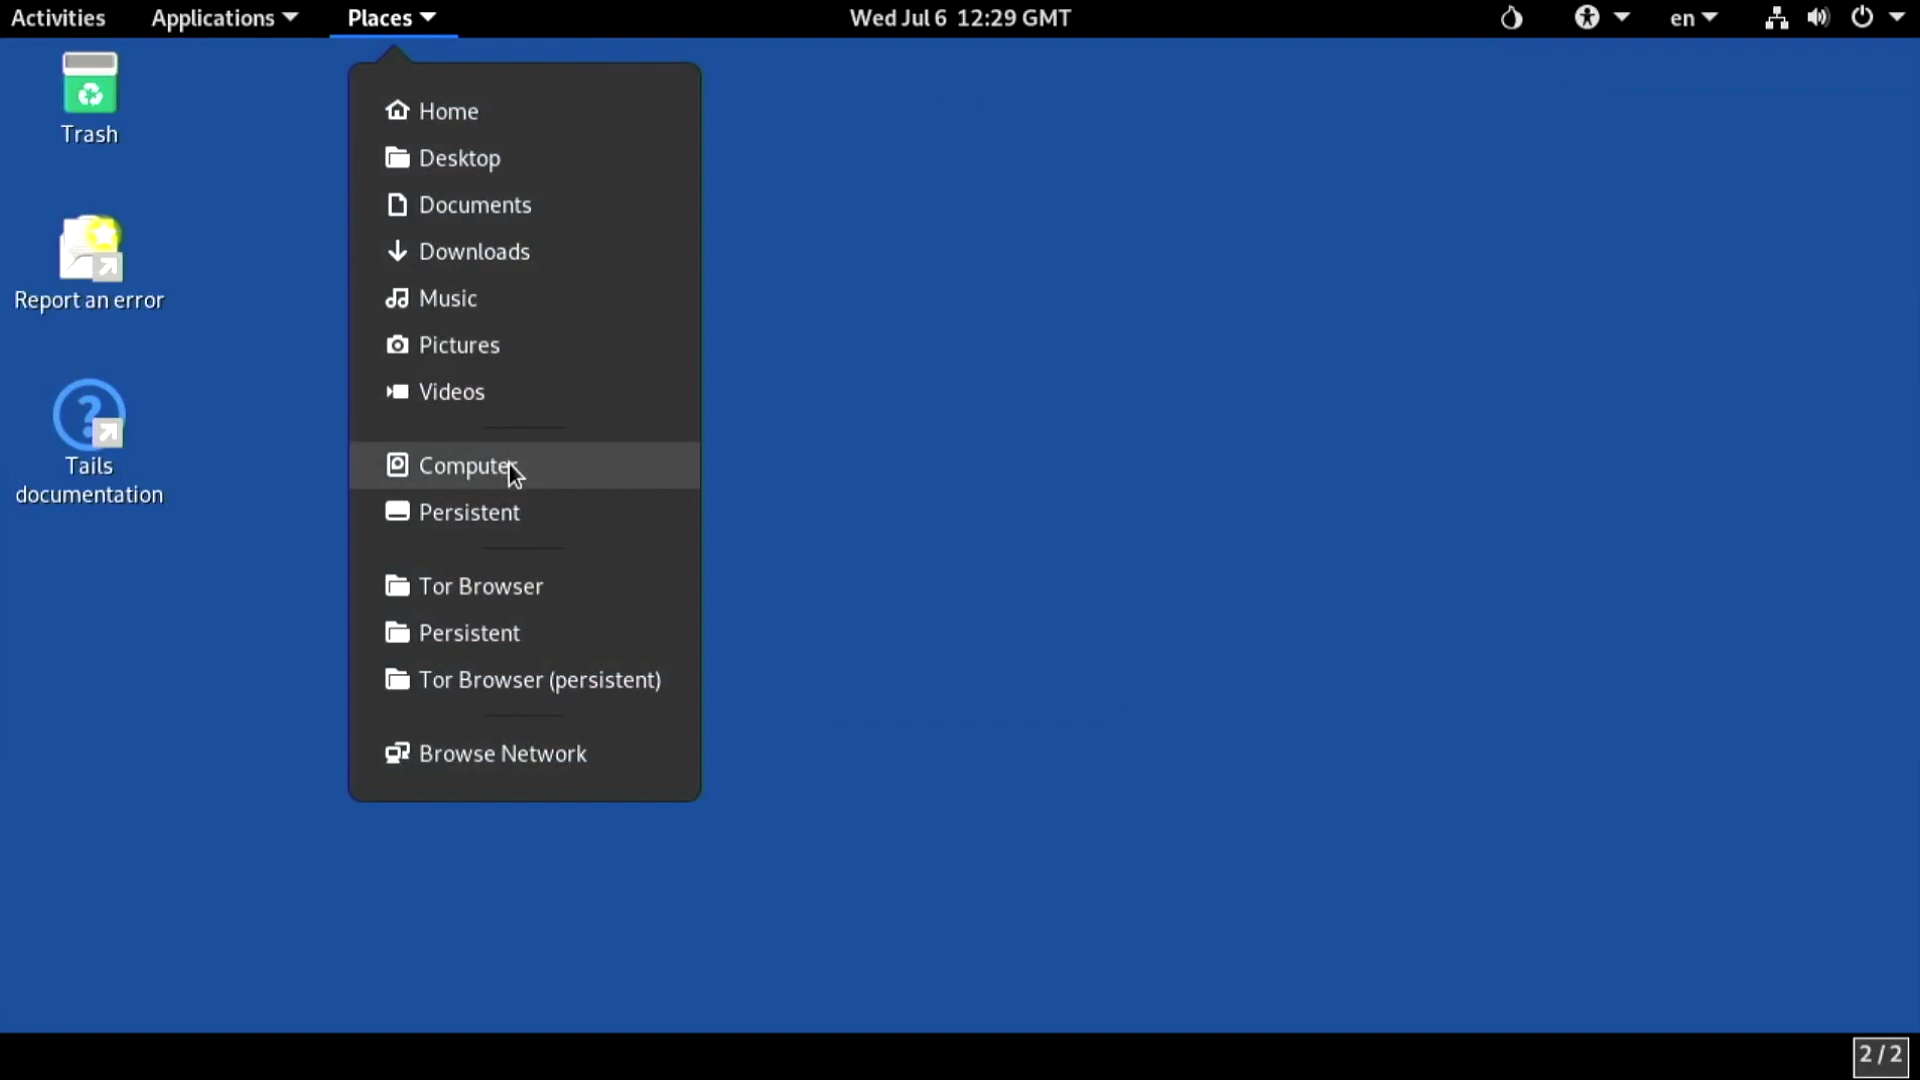 Activities Applications Places Wed Jul 6 12:29 GMT en
Trash
Report an error
Tails
documentation
Home
Desktop
Documents
Downloads
Music
Pictures
Videos
Computer
Persistent
Tor Browser
Persistent
Tor Browser (persistent)
Browse Network
2 / 2